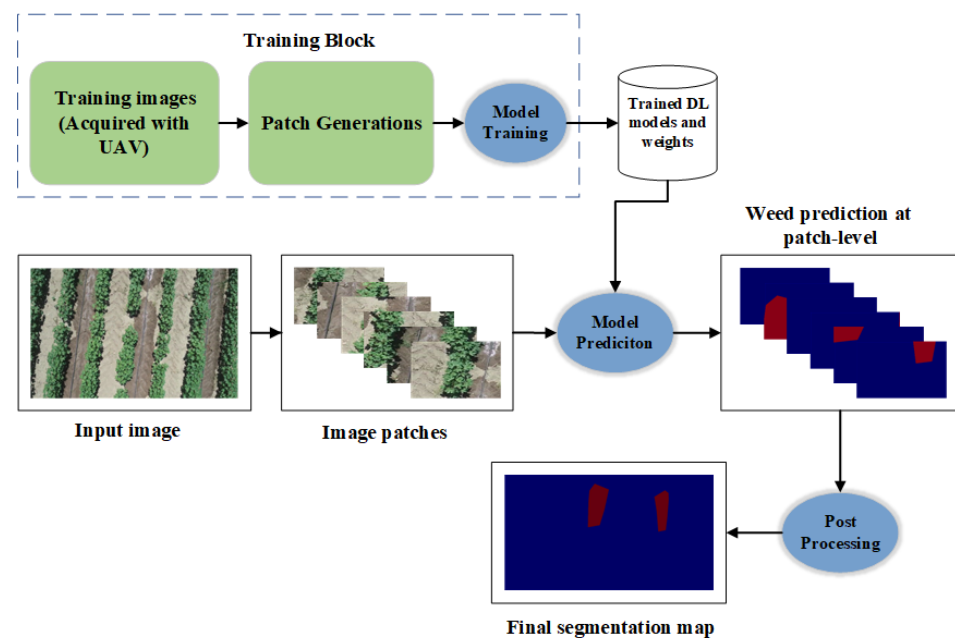 Training Block
Training images
(Acquired with
UAV)
Patch Generations
Model
Training
Trained DL
models and
weights
Weed prediction at
patch-level
Model
Prediciton
Input image
Image patches
Post
Processing
Final segmentation map